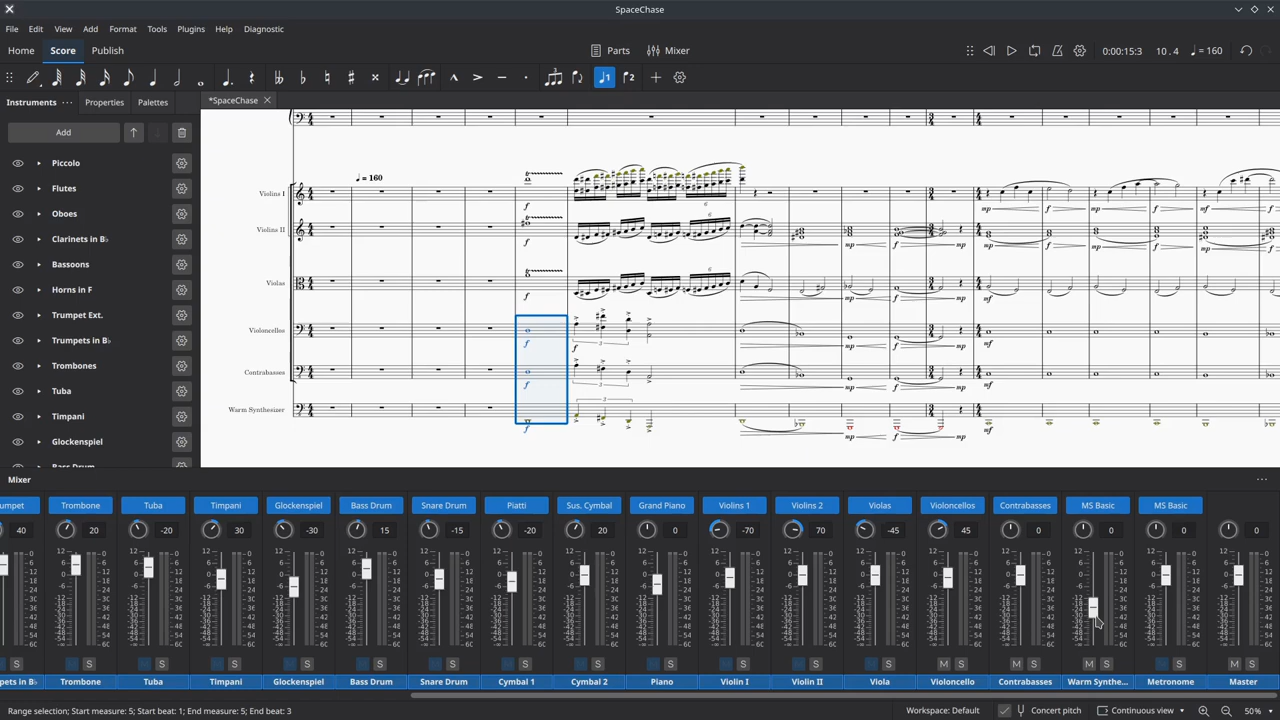 SpaceChase
File Edit View Add Format Tools Plugins Help Diagnostic
Home Score Publish Parts Mixer 0:00:15:3 10 . 4 = 160
1 2
Instruments Properties Palettes *SpaceChase
Add
Piccolo
Flutes
Oboes
Clarinets in B♭
Bassoons
Horns in F
Trumpet Ext.
Trumpets in B♭
Trombones
Tuba
Timpani
Glockenspiel
Bass Drum
= 160
Violins I
Violins II
Violas
Violoncellos
Contrabasses
Warm Synthesizer
Mixer
Trombone Tuba Timpani Glockenspiel Bass Drum Snare Drum Piatti Sus. Cymbal Grand Piano Violins 1 Violins 2 Violas Violoncellos Contrabasses MS Basic MS Basic
40 20 -20 30 -30 15 -15 -20 20 0 -70 70 -45 45 0 0 0 0
M S
pets in B♭ Trombone Tuba Timpani Glockenspiel Bass Drum Snare Drum Cymbal 1 Cymbal 2 Piano Violin I Violin II Viola Violoncello Contrabasses Warm Synthe... Metronome Master
Range selection; Start measure: 5; Start beat: 1; End measure: 5; End beat: 3 Workspace: Default Concert pitch Continuous view 50%